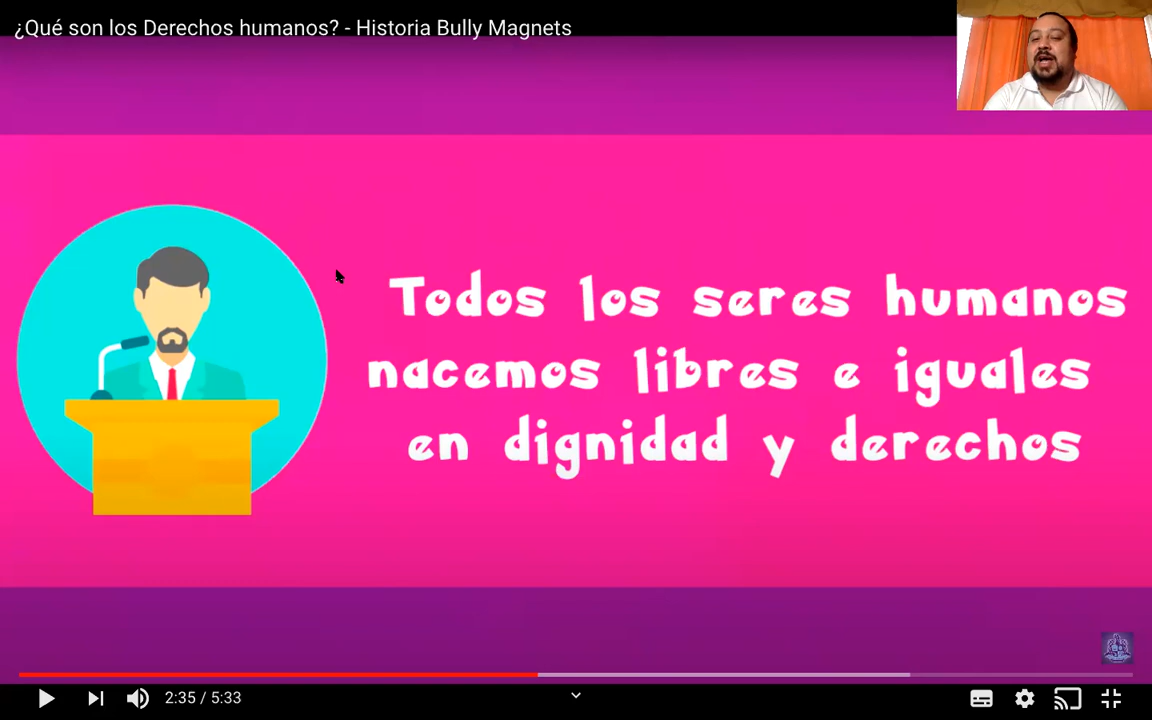 ¿Qué son los Derechos humanos? - Historia Bully Magnets
Todos los seres humanos
nacemos libres e iguales
en dignidad y derechos
2:35 / 5:33